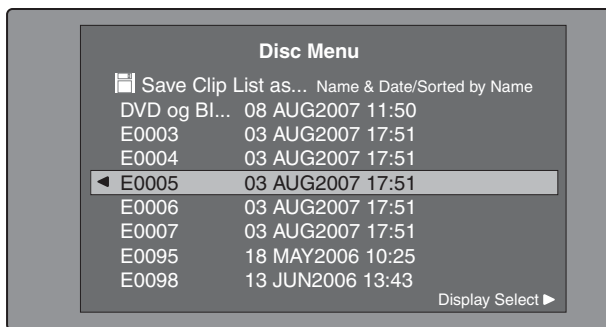 Disc Menu
Save Clip List as... Name & Date/Sorted by Name
DVD og BI... 08 AUG2007 11:50
E0003 03 AUG2007 17:51
E0004 03 AUG2007 17:51
E0005 03 AUG2007 17:51
E0006 03 AUG2007 17:51
E0007 03 AUG2007 17:51
E0095 18 MAY2006 10:25
E0098 13 JUN2006 13:43
Display Select